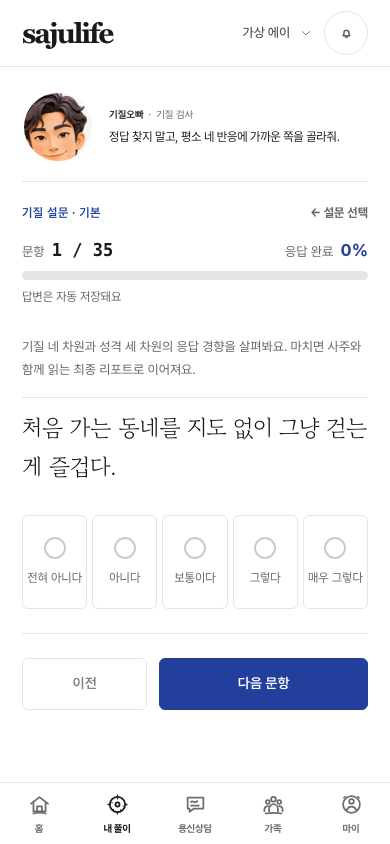 sajulife
가상 에이
기질오빠 · 기질 검사
정답 찾지 말고, 평소 네 반응에 가까운 쪽을 골라줘.
기질 설문 · 기본
← 설문 선택
문항 1 / 35
응답 완료 0%
답변은 자동 저장돼요
기질 네 차원과 성격 세 차원의 응답 경향을 살펴봐요. 마치면 사주와
함께 읽는 최종 리포트로 이어져요.
처음 가는 동네를 지도 없이 그냥 걷는
게 즐겁다.
전혀 아니다
아니다
보통이다
그렇다
매우 그렇다
이전
다음 문항
홈
내 풀이
용신상담
가족
마이